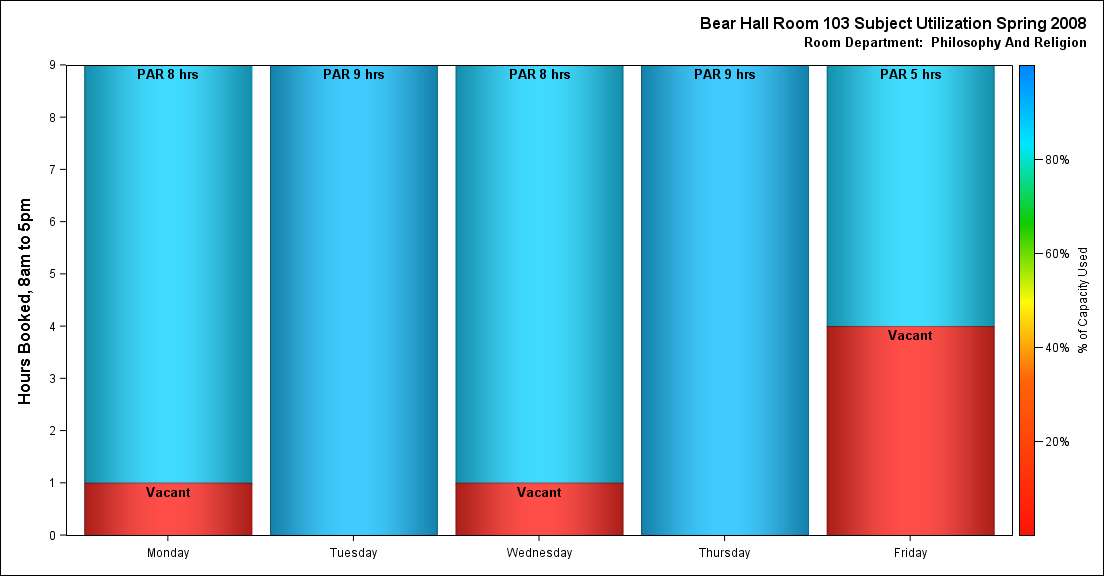 Bear Hall Room 103 Subject Utilization Spring 2008
Room Department:  Philosophy And Religion
Hours Booked, 8am to 5pm
9
8
7
6
5
4
3
2
1
0
PAR 8 hrs
PAR 9 hrs
PAR 8 hrs
PAR 9 hrs
PAR 5 hrs
Vacant
Vacant
Vacant
Monday
Tuesday
Wednesday
Thursday
Friday
80%
60%
40%
20%
% of Capacity Used